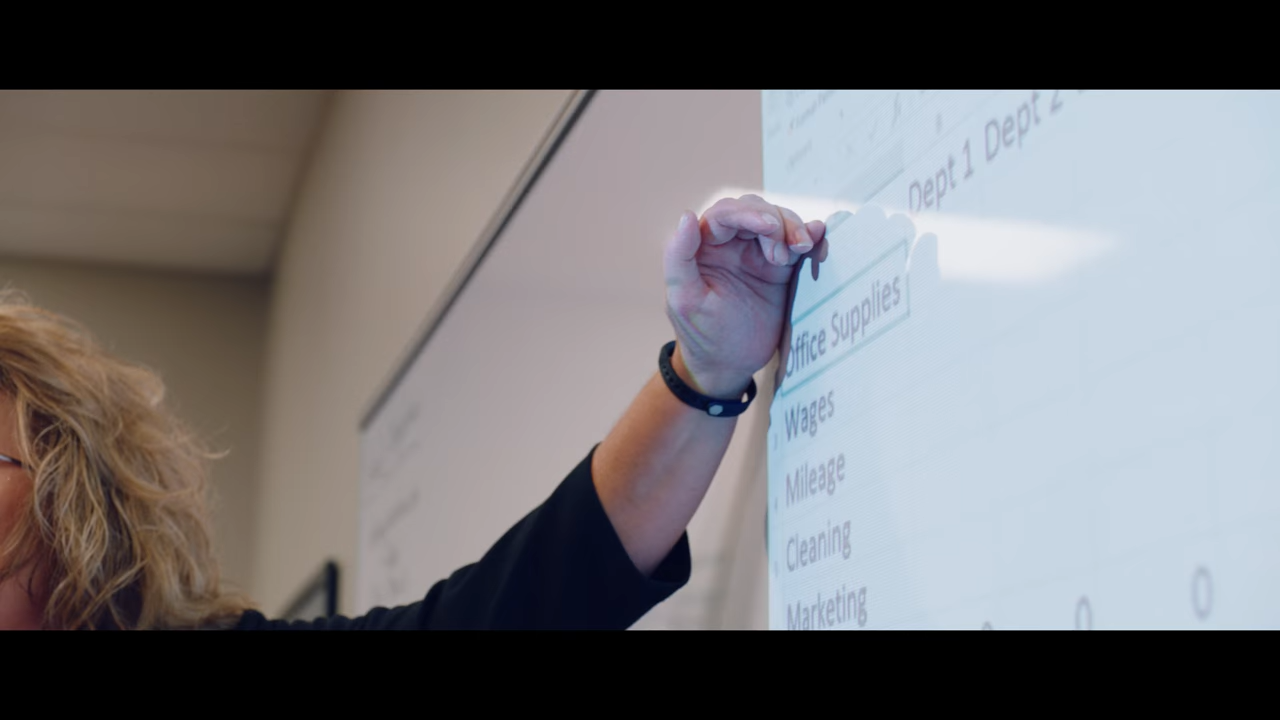 Dept 1 Dept 2
Office Supplies
Wages
Mileage
Cleaning
Marketing
0 0